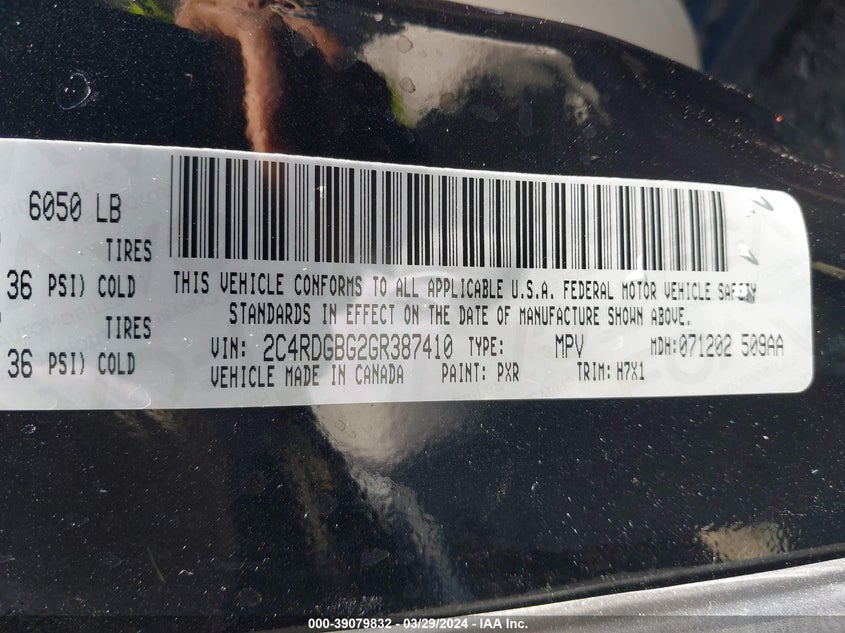 6050 LB
TIRES
36 PSI) COLD
THIS VEHICLE CONFORMS TO ALL APPLICABLE U.S.A. FEDERAL MOTOR VEHICLE SAFETY
STANDARDS IN EFFECT ON THE DATE OF MANUFACTURE SHOWN ABOVE.
TIRES
VIN: 2C4RDGBG2GR387410 TYPE: MPV MDH: 071202 509AA
36 PSI) COLD
VEHICLE MADE IN CANADA PAINT: PXR TRIM: H7X1
000-39079832 - 03/29/2024 - IAA Inc.